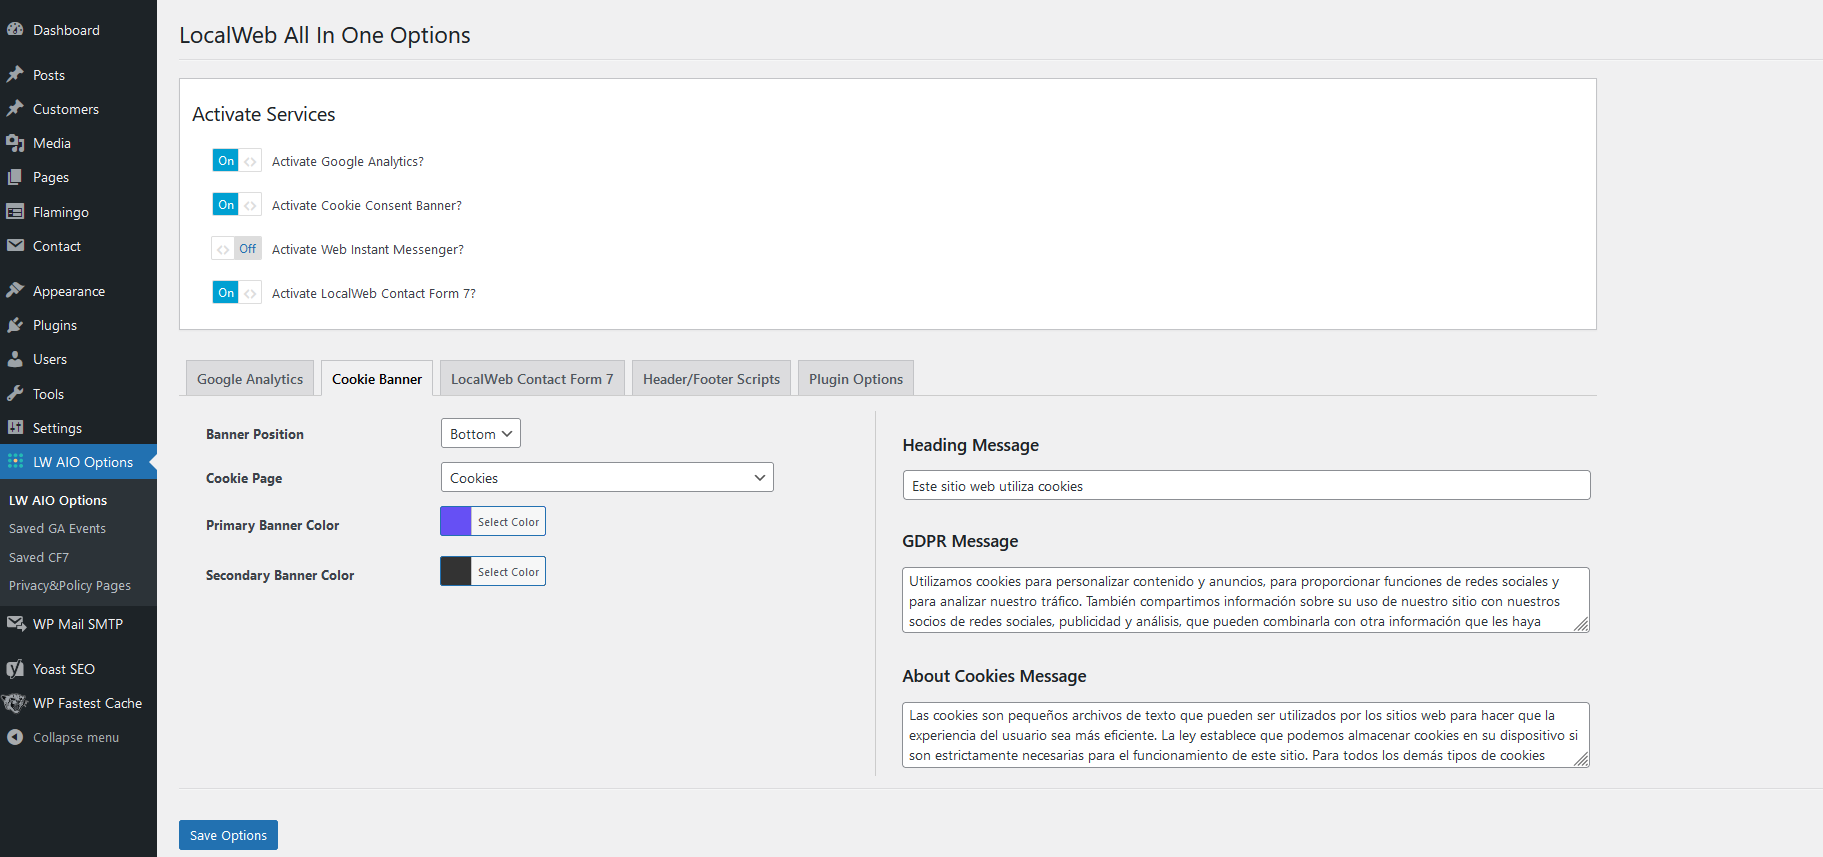 Dashboard
Posts
Customers
Media
Pages
Flamingo
Contact
Appearance
Plugins
Users
Tools
Settings
LW AIO Options
LW AIO Options
Saved GA Events
Saved CF7
Privacy&Policy Pages
WP Mail SMTP
Yoast SEO
WP Fastest Cache
Collapse menu
LocalWeb All In One Options
Activate Services
On Activate Google Analytics?
On Activate Cookie Consent Banner?
Off Activate Web Instant Messenger?
On Activate LocalWeb Contact Form 7?
Google Analytics Cookie Banner LocalWeb Contact Form 7 Header/Footer Scripts Plugin Options
Banner Position Bottom
Cookie Page Cookies
Primary Banner Color Select Color
Secondary Banner Color Select Color
Heading Message
Este sitio web utiliza cookies
GDPR Message
Utilizamos cookies para personalizar contenido y anuncios, para proporcionar funciones de redes sociales y
para analizar nuestro tráfico. También compartimos información sobre su uso de nuestro sitio con nuestros
socios de redes sociales, publicidad y análisis, que pueden combinarla con otra información que les haya
About Cookies Message
Las cookies son pequeños archivos de texto que pueden ser utilizados por los sitios web para hacer que la
experiencia del usuario sea más eficiente. La ley establece que podemos almacenar cookies en su dispositivo si
son estrictamente necesarias para el funcionamiento de este sitio. Para todos los demás tipos de cookies
Save Options